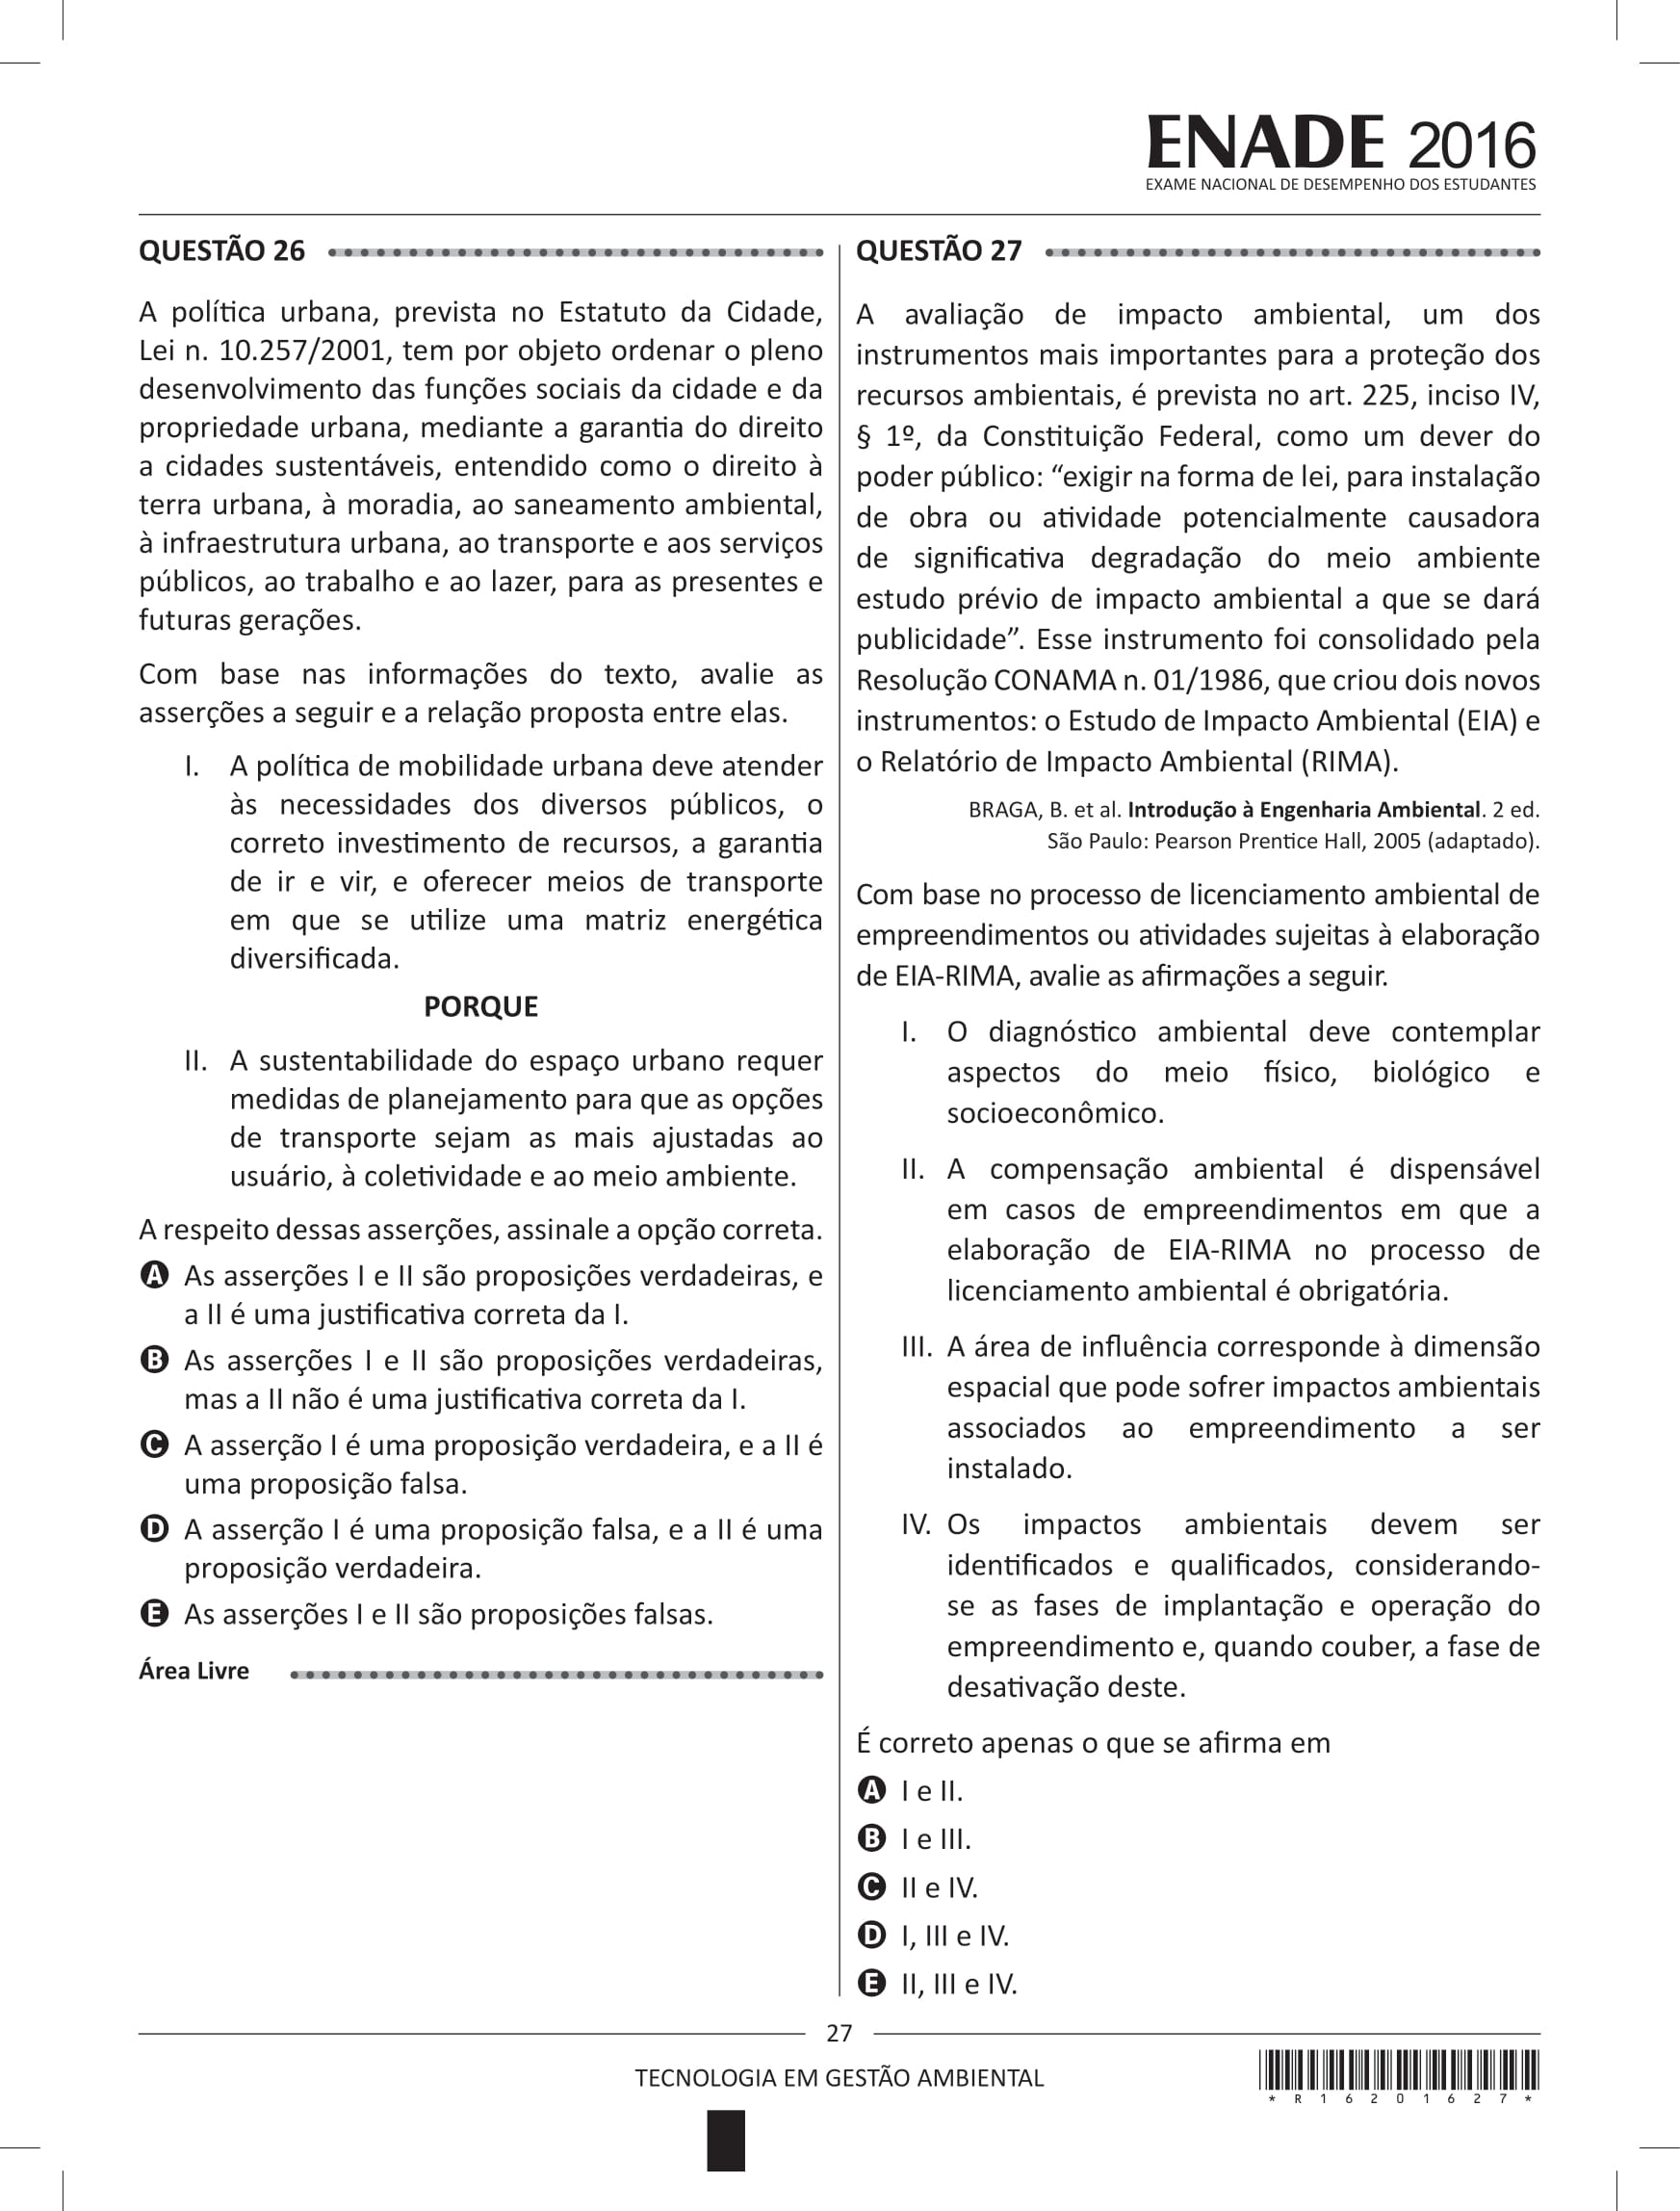 ENADE 2016
EXAME NACIONAL DE DESEMPENHO DOS ESTUDANTES
QUESTÃO 26
A política urbana, prevista no Estatuto da Cidade,
Lei n. 10.257/2001, tem por objeto ordenar o pleno
desenvolvimento das funções sociais da cidade e da
propriedade urbana, mediante a garantia do direito
a cidades sustentáveis, entendido como o direito à
terra urbana, à moradia, ao saneamento ambiental,
à infraestrutura urbana, ao transporte e aos serviços
públicos, ao trabalho e ao lazer, para as presentes e
futuras gerações.
Com base nas informações do texto, avalie as
asserções a seguir e a relação proposta entre elas.
I. A política de mobilidade urbana deve atender
às necessidades dos diversos públicos, o
correto investimento de recursos, a garantia
de ir e vir, e oferecer meios de transporte
em que se utilize uma matriz energética
diversificada.
PORQUE
II. A sustentabilidade do espaço urbano requer
medidas de planejamento para que as opções
de transporte sejam as mais ajustadas ao
usuário, à coletividade e ao meio ambiente.
A respeito dessas asserções, assinale a opção correta.
A As asserções I e II são proposições verdadeiras, e
a II é uma justificativa correta da I.
B As asserções I e II são proposições verdadeiras,
mas a II não é uma justificativa correta da I.
C A asserção I é uma proposição verdadeira, e a II é
uma proposição falsa.
D A asserção I é uma proposição falsa, e a II é uma
proposição verdadeira.
E As asserções I e II são proposições falsas.
Área Livre
QUESTÃO 27
A avaliação de impacto ambiental, um dos
instrumentos mais importantes para a proteção dos
recursos ambientais, é prevista no art. 225, inciso IV,
§ 1º, da Constituição Federal, como um dever do
poder público: “exigir na forma de lei, para instalação
de obra ou atividade potencialmente causadora
de significativa degradação do meio ambiente
estudo prévio de impacto ambiental a que se dará
publicidade”. Esse instrumento foi consolidado pela
Resolução CONAMA n. 01/1986, que criou dois novos
instrumentos: o Estudo de Impacto Ambiental (EIA) e
o Relatório de Impacto Ambiental (RIMA).
BRAGA, B. et al. Introdução à Engenharia Ambiental. 2 ed.
São Paulo: Pearson Prentice Hall, 2005 (adaptado).
Com base no processo de licenciamento ambiental de
empreendimentos ou atividades sujeitas à elaboração
de EIA-RIMA, avalie as afirmações a seguir.
I. O diagnóstico ambiental deve contemplar
aspectos do meio físico, biológico e
socioeconômico.
II. A compensação ambiental é dispensável
em casos de empreendimentos em que a
elaboração de EIA-RIMA no processo de
licenciamento ambiental é obrigatória.
III. A área de influência corresponde à dimensão
espacial que pode sofrer impactos ambientais
associados ao empreendimento a ser
instalado.
IV. Os impactos ambientais devem ser
identificados e qualificados, considerando-
se as fases de implantação e operação do
empreendimento e, quando couber, a fase de
desativação deste.
É correto apenas o que se afirma em
A I e II.
B I e III.
C II e IV.
D I, III e IV.
E II, III e IV.
27
TECNOLOGIA EM GESTÃO AMBIENTAL
* R 1 6 2 0 1 6 2 7 *